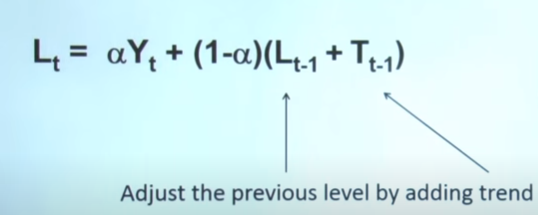 Lₜ = αYₜ + (1-α)(Lₜ₋₁ + Tₜ₋₁)
Adjust the previous level by adding trend